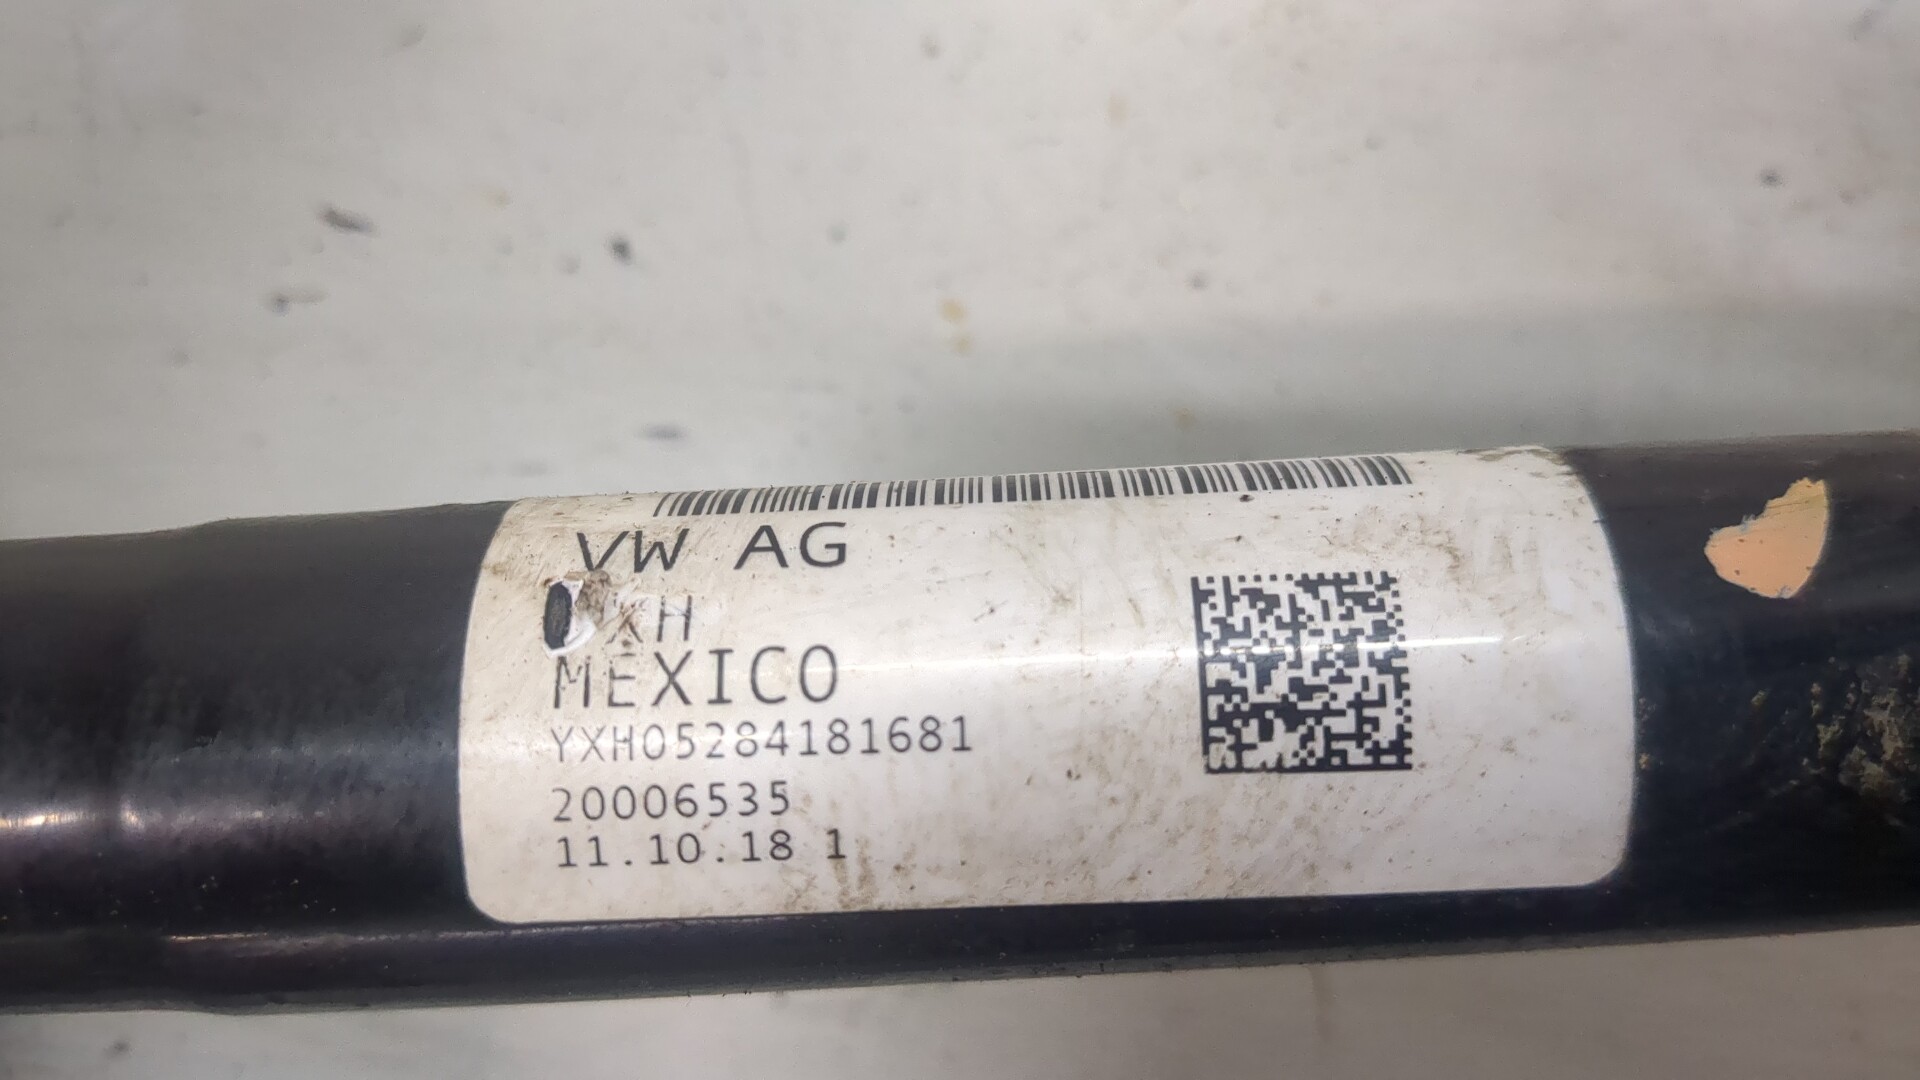 VW AG
XH
MEXICO
YXH05284181681
20006535
11.10.18 1